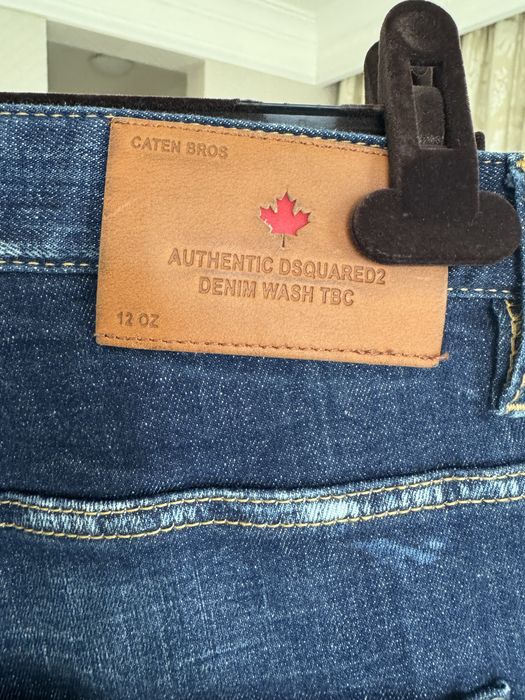 CATEN BROS
AUTHENTIC DSQUARED2
DENIM WASH TBC
12 OZ